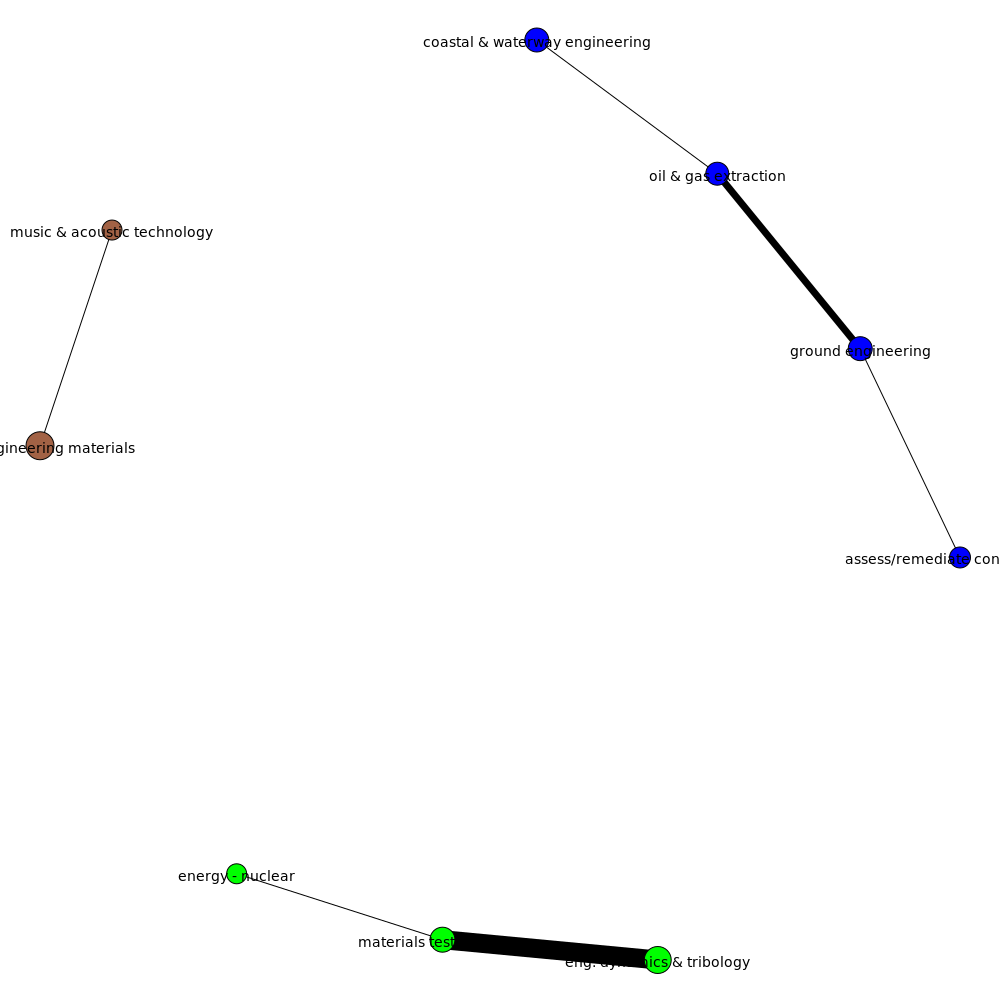 coastal & waterway engineering
oil & gas extraction
music & acoustic technology
ground engineering
gineering materials
assess/remediate con
energy - nuclear
materials test
eng. dynamics & tribology